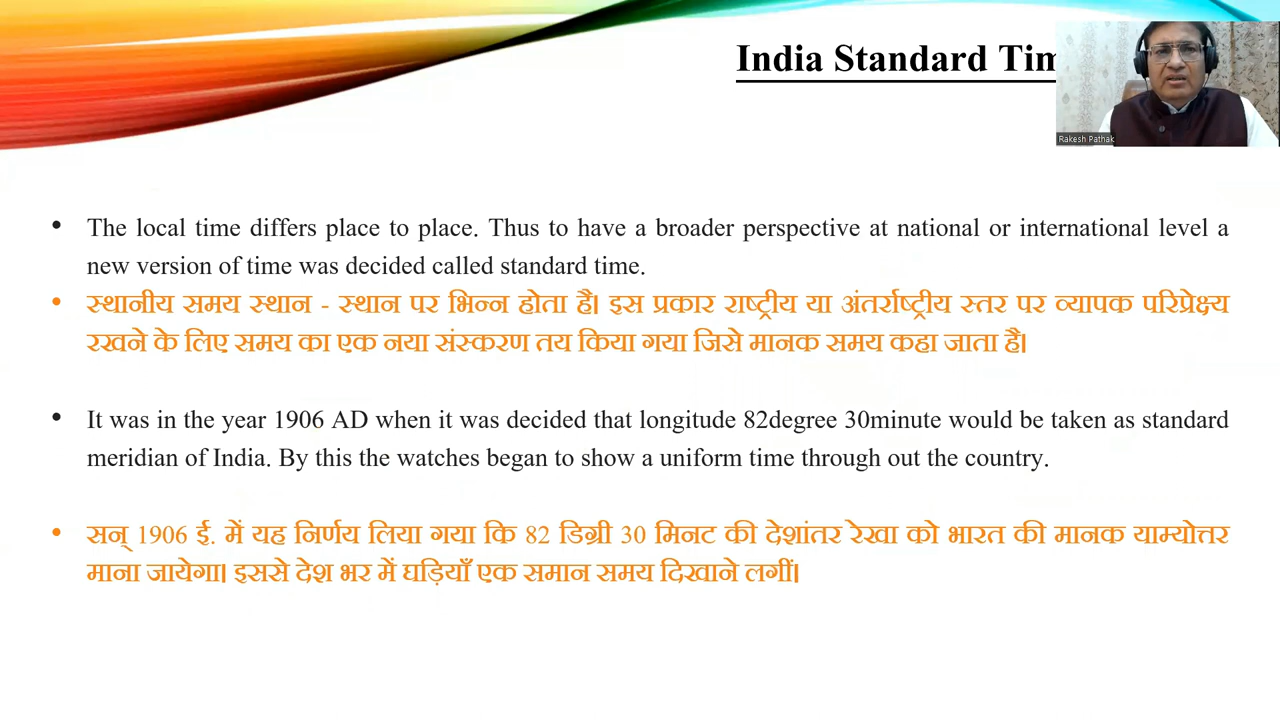 India Standard Tim
Rakesh Pathak
• The local time differs place to place. Thus to have a broader perspective at national or international level a
new version of time was decided called standard time.
• स्थानीय समय स्थान - स्थान पर भिन्न होता है। इस प्रकार राष्ट्रीय या अंतर्राष्ट्रीय स्तर पर व्यापक परिप्रेक्ष्य
रखने के लिए समय का एक नया संस्करण तय किया गया जिसे मानक समय कहा जाता है।
• It was in the year 1906 AD when it was decided that longitude 82degree 30minute would be taken as standard
meridian of India. By this the watches began to show a uniform time through out the country.
• सन् 1906 ई. में यह निर्णय लिया गया कि 82 डिग्री 30 मिनट की देशांतर रेखा को भारत की मानक याम्योत्तर
माना जायेगा। इससे देश भर में घड़ियाँ एक समान समय दिखाने लगीं।